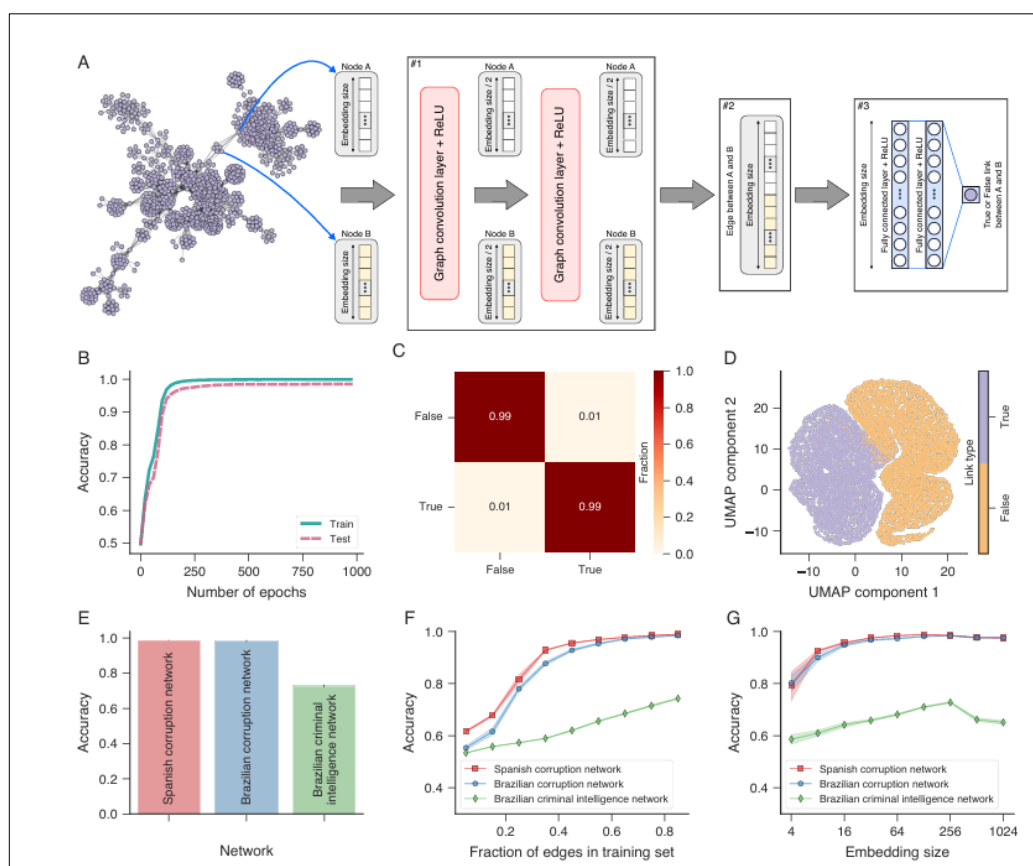 A
Node A
Embedding size
#1
Node A
Embedding size / 2
Node A
Embedding size / 2
Graph convolution layer + ReLU
Graph convolution layer + ReLU
Node B
Embedding size
Node B
Embedding size / 2
Node B
Embedding size / 2
#2
Edge between A and B
Embedding size
#3
Embedding size
Fully connected layer + ReLU
Fully connected layer + ReLU
True or False link
between A and B
B
1.0
0.9
0.8
0.7
0.6
0.5
Accuracy
Train
Test
0 250 500 750 1000
Number of epochs
C
False
True
0.99 0.01
0.01 0.99
False True
1.0
0.8
0.6
0.4
0.2
0.0
Fraction
D
UMAP component 2
20
10
0
−10
−10 0 10 20
UMAP component 1
Link type
True
False
E
Accuracy
1.0
0.8
0.6
0.4
0.2
0.0
Spanish corruption network
Brazilian corruption network
Brazilian criminal
intelligence network
Network
F
Accuracy
1.0
0.8
0.6
0.4
Spanish corruption network
Brazilian corruption network
Brazilian criminal intelligence network
0.2 0.4 0.6 0.8
Fraction of edges in training set
G
Accuracy
1.0
0.8
0.6
0.4
Spanish corruption network
Brazilian corruption network
Brazilian criminal intelligence network
4 16 64 256 1024
Embedding size